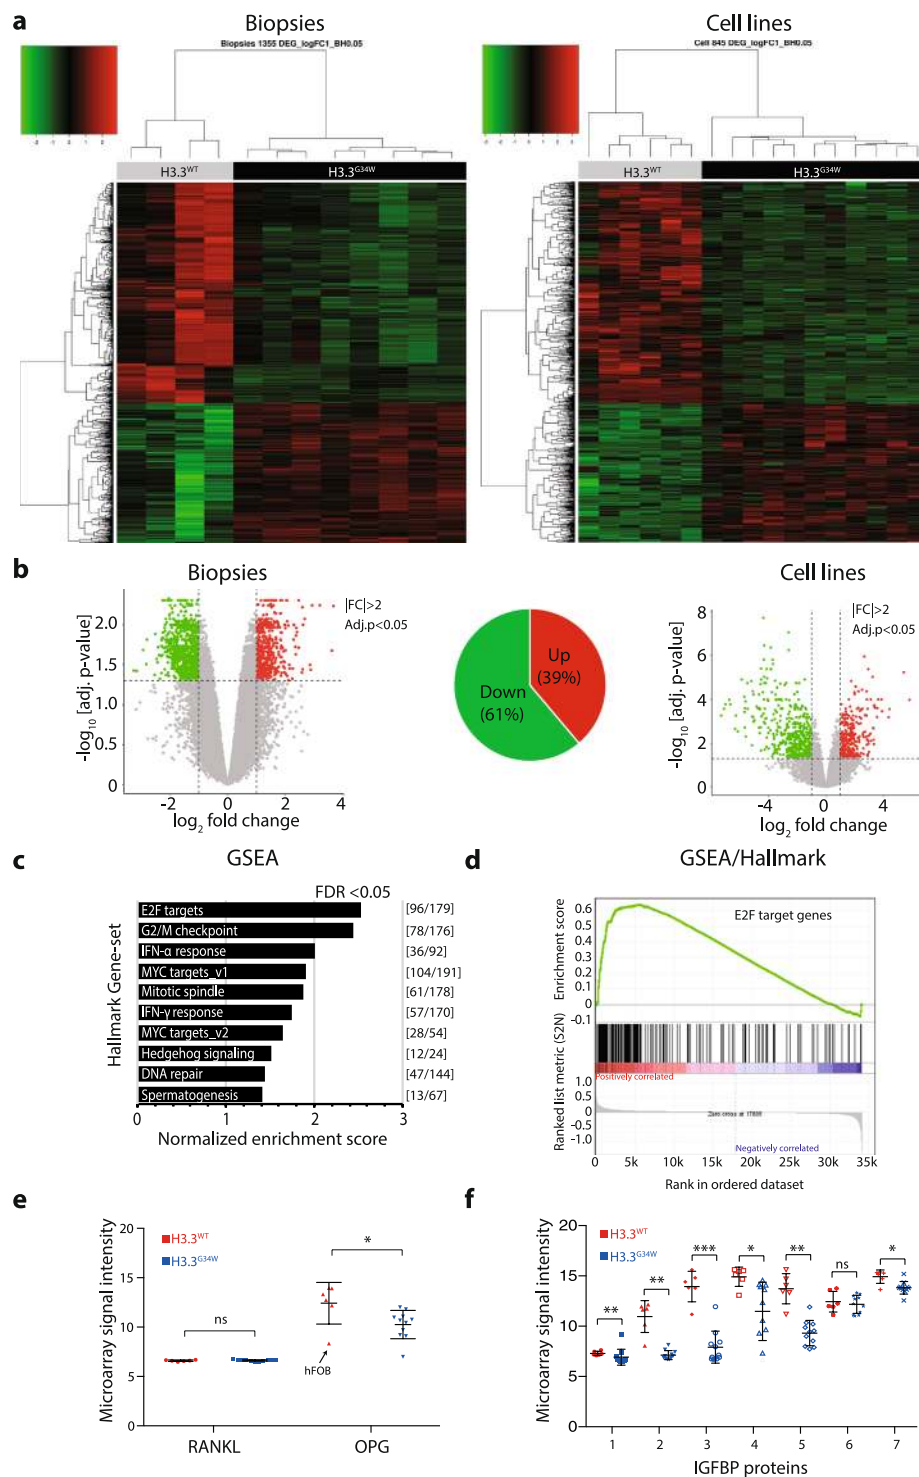 a
Biopsies
Cell lines
Biopsies 1355 DEG_logFC1_BH0.05
Cell 845 DEG_logFC1_BH0.05
H3.3WT
H3.3G34W
H3.3WT
H3.3G34W
b
Biopsies
Cell lines
|FC|>2
Adj.p<0.05
2.0
1.5
1.0
0.5
0
-log10 [adj. p-value]
-2
0
2
4
log2 fold change
Up
(39%)
Down
(61%)
|FC|>2
Adj.p<0.05
8
6
4
2
0
-log10 [adj. p-value]
-4
0
4
log2 fold change
c
GSEA
FDR <0.05
Hallmark Gene-set
E2F targets [96/179]
G2/M checkpoint [78/176]
IFN-α response [36/92]
MYC targets_v1 [104/191]
Mitotic spindle [61/178]
IFN-γ response [57/170]
MYC targets_v2 [28/54]
Hedgehog signaling [12/24]
DNA repair [47/144]
Spermatogenesis [13/67]
0 1 2 3
Normalized enrichment score
d
GSEA/Hallmark
E2F target genes
Enrichment score
0.6
0.5
0.4
0.3
0.2
0.1
0
-0.1
Ranked list metric (S2N)
Positively correlated
1.0
0.5
0
-0.5
-1.0
Negatively correlated
0 5k 10k 15k 20k 25k 30k 35k
Rank in ordered dataset
e
Microarray signal intensity
H3.3WT
H3.3G34W
20
15
10
5
0
ns
*
hFOB
RANKL
OPG
f
Microarray signal intensity
H3.3WT
H3.3G34W
20
15
10
5
0
** ** *** * ** ns *
1 2 3 4 5 6 7
IGFBP proteins